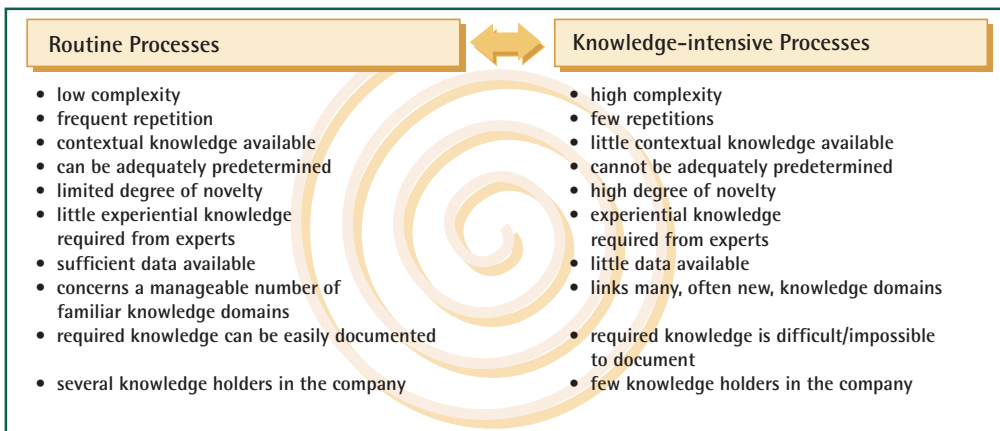 Routine Processes
• low complexity
• frequent repetition
• contextual knowledge available
• can be adequately predetermined
• limited degree of novelty
• little experiential knowledge
required from experts
• sufficient data available
• concerns a manageable number of
familiar knowledge domains
• required knowledge can be easily documented
• several knowledge holders in the company
Knowledge-intensive Processes
• high complexity
• few repetitions
• little contextual knowledge available
• cannot be adequately predetermined
• high degree of novelty
• experiential knowledge
required from experts
• little data available
• links many, often new, knowledge domains
• required knowledge is difficult/impossible
to document
• few knowledge holders in the company